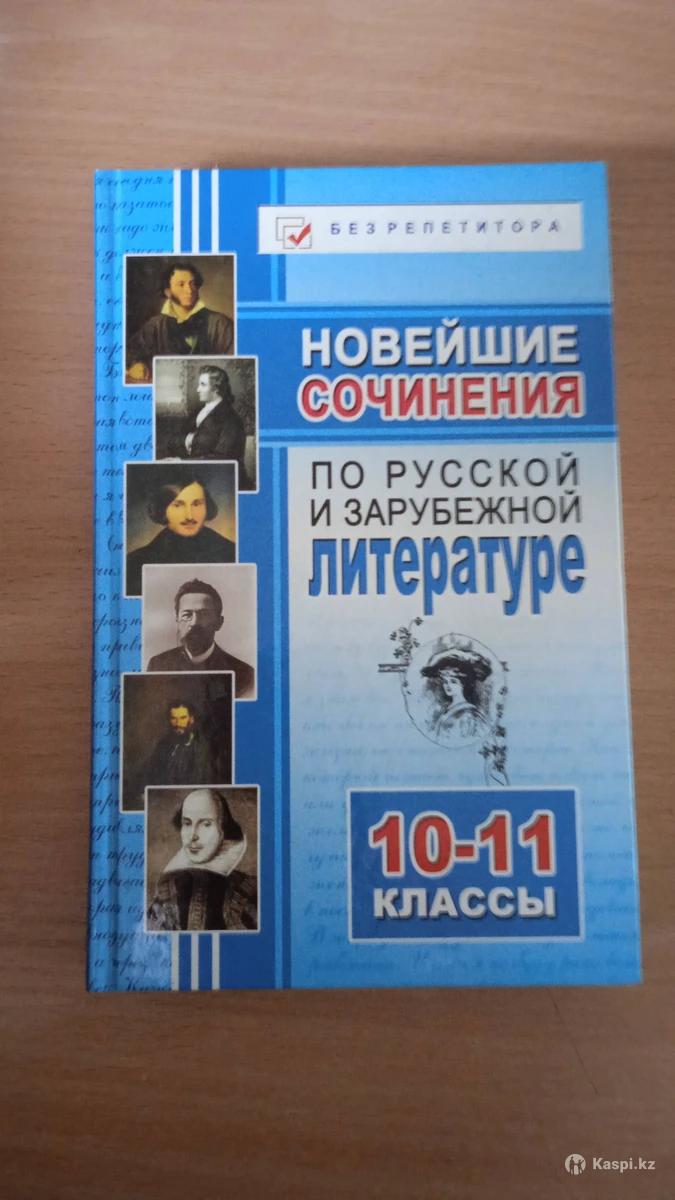 БЕЗ РЕПЕТИТОРА
НОВЕЙШИЕ
СОЧИНЕНИЯ
ПО РУССКОЙ
И ЗАРУБЕЖНОЙ
ЛИТЕРАТУРЕ
10-11
КЛАССЫ
Kaspi.kz